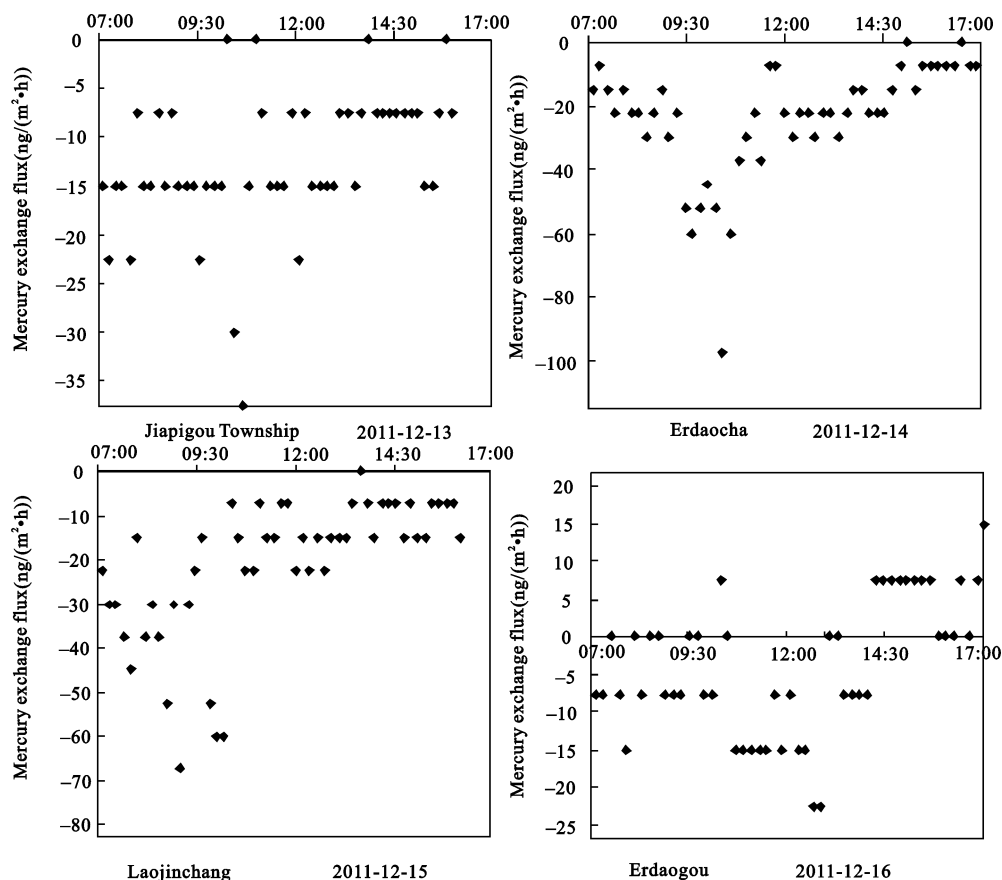 07:00 09:30 12:00 14:30 17:00
0
−5
−10
−15
−20
−25
−30
−35
Mercury exchange flux(ng/(m²•h))
Jiapigou Township 2011-12-13
07:00 09:30 12:00 14:30 17:00
0
−20
−40
−60
−80
−100
Mercury exchange flux(ng/(m²•h))
Erdaocha 2011-12-14
07:00 09:30 12:00 14:30 17:00
0
−10
−20
−30
−40
−50
−60
−70
−80
Mercury exchange flux(ng/(m²•h))
Laojinchang 2011-12-15
20
15
10
5
0
07:00 09:30 12:00 14:30 17:00
−5
−10
−15
−20
−25
Mercury exchange flux(ng/(m²•h))
Erdaogou 2011-12-16